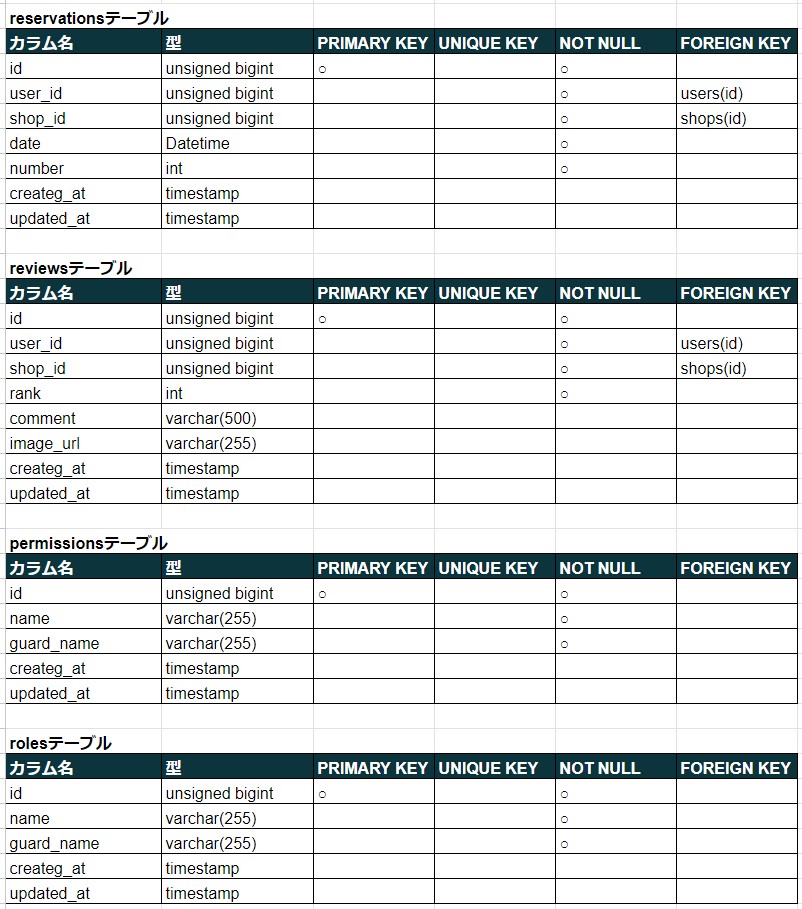 reservationsテーブル
カラム名 型 PRIMARY KEY UNIQUE KEY NOT NULL FOREIGN KEY
id unsigned bigint ○ ○
user_id unsigned bigint ○ users(id)
shop_id unsigned bigint ○ shops(id)
date Datetime ○
number int ○
createg_at timestamp
updated_at timestamp
reviewsテーブル
カラム名 型 PRIMARY KEY UNIQUE KEY NOT NULL FOREIGN KEY
id unsigned bigint ○ ○
user_id unsigned bigint ○ users(id)
shop_id unsigned bigint ○ shops(id)
rank int ○
comment varchar(500)
image_url varchar(255)
createg_at timestamp
updated_at timestamp
permissionsテーブル
カラム名 型 PRIMARY KEY UNIQUE KEY NOT NULL FOREIGN KEY
id unsigned bigint ○ ○
name varchar(255) ○
guard_name varchar(255) ○
createg_at timestamp
updated_at timestamp
rolesテーブル
カラム名 型 PRIMARY KEY UNIQUE KEY NOT NULL FOREIGN KEY
id unsigned bigint ○ ○
name varchar(255) ○
guard_name varchar(255) ○
createg_at timestamp
updated_at timestamp